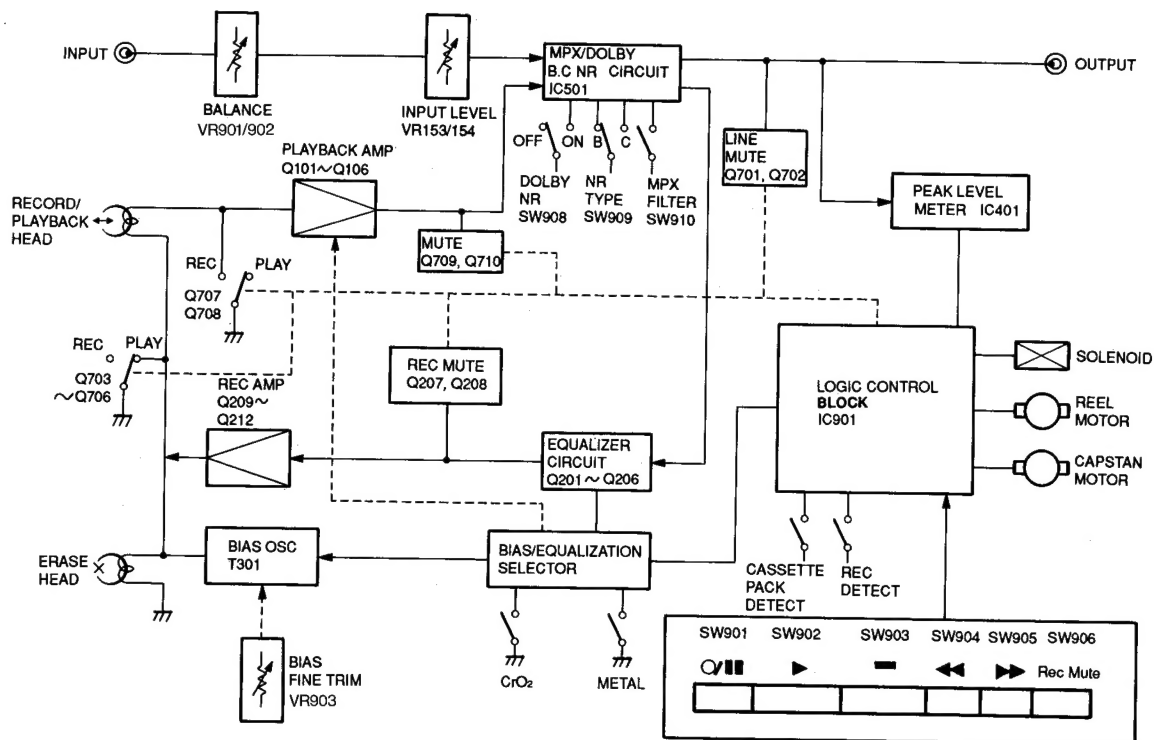 INPUT
BALANCE
VR901/902
INPUT LEVEL
VR153/154
MPX/DOLBY
B.C NR CIRCUIT
IC501
OUTPUT
OFF
ON
B
C
DOLBY
NR
SW908
NR
TYPE
SW909
MPX
FILTER
SW910
LINE
MUTE
Q701, Q702
PEAK LEVEL
METER IC401
PLAYBACK AMP
Q101~Q106
RECORD/
PLAYBACK
HEAD
MUTE
Q709, Q710
REC
PLAY
Q707
Q708
REC
PLAY
Q703
~Q706
REC AMP
Q209~
Q212
REC MUTE
Q207, Q208
LOGIC CONTROL
BLOCK
IC901
SOLENOID
REEL
MOTOR
CAPSTAN
MOTOR
EQUALIZER
CIRCUIT
Q201~Q206
ERASE
HEAD
BIAS OSC
T301
BIAS/EQUALIZATION
SELECTOR
CASSETTE
PACK
DETECT
REC
DETECT
BIAS
FINE TRIM
VR903
CrO₂
METAL
SW901 SW902 SW903 SW904 SW905 SW906
Rec Mute